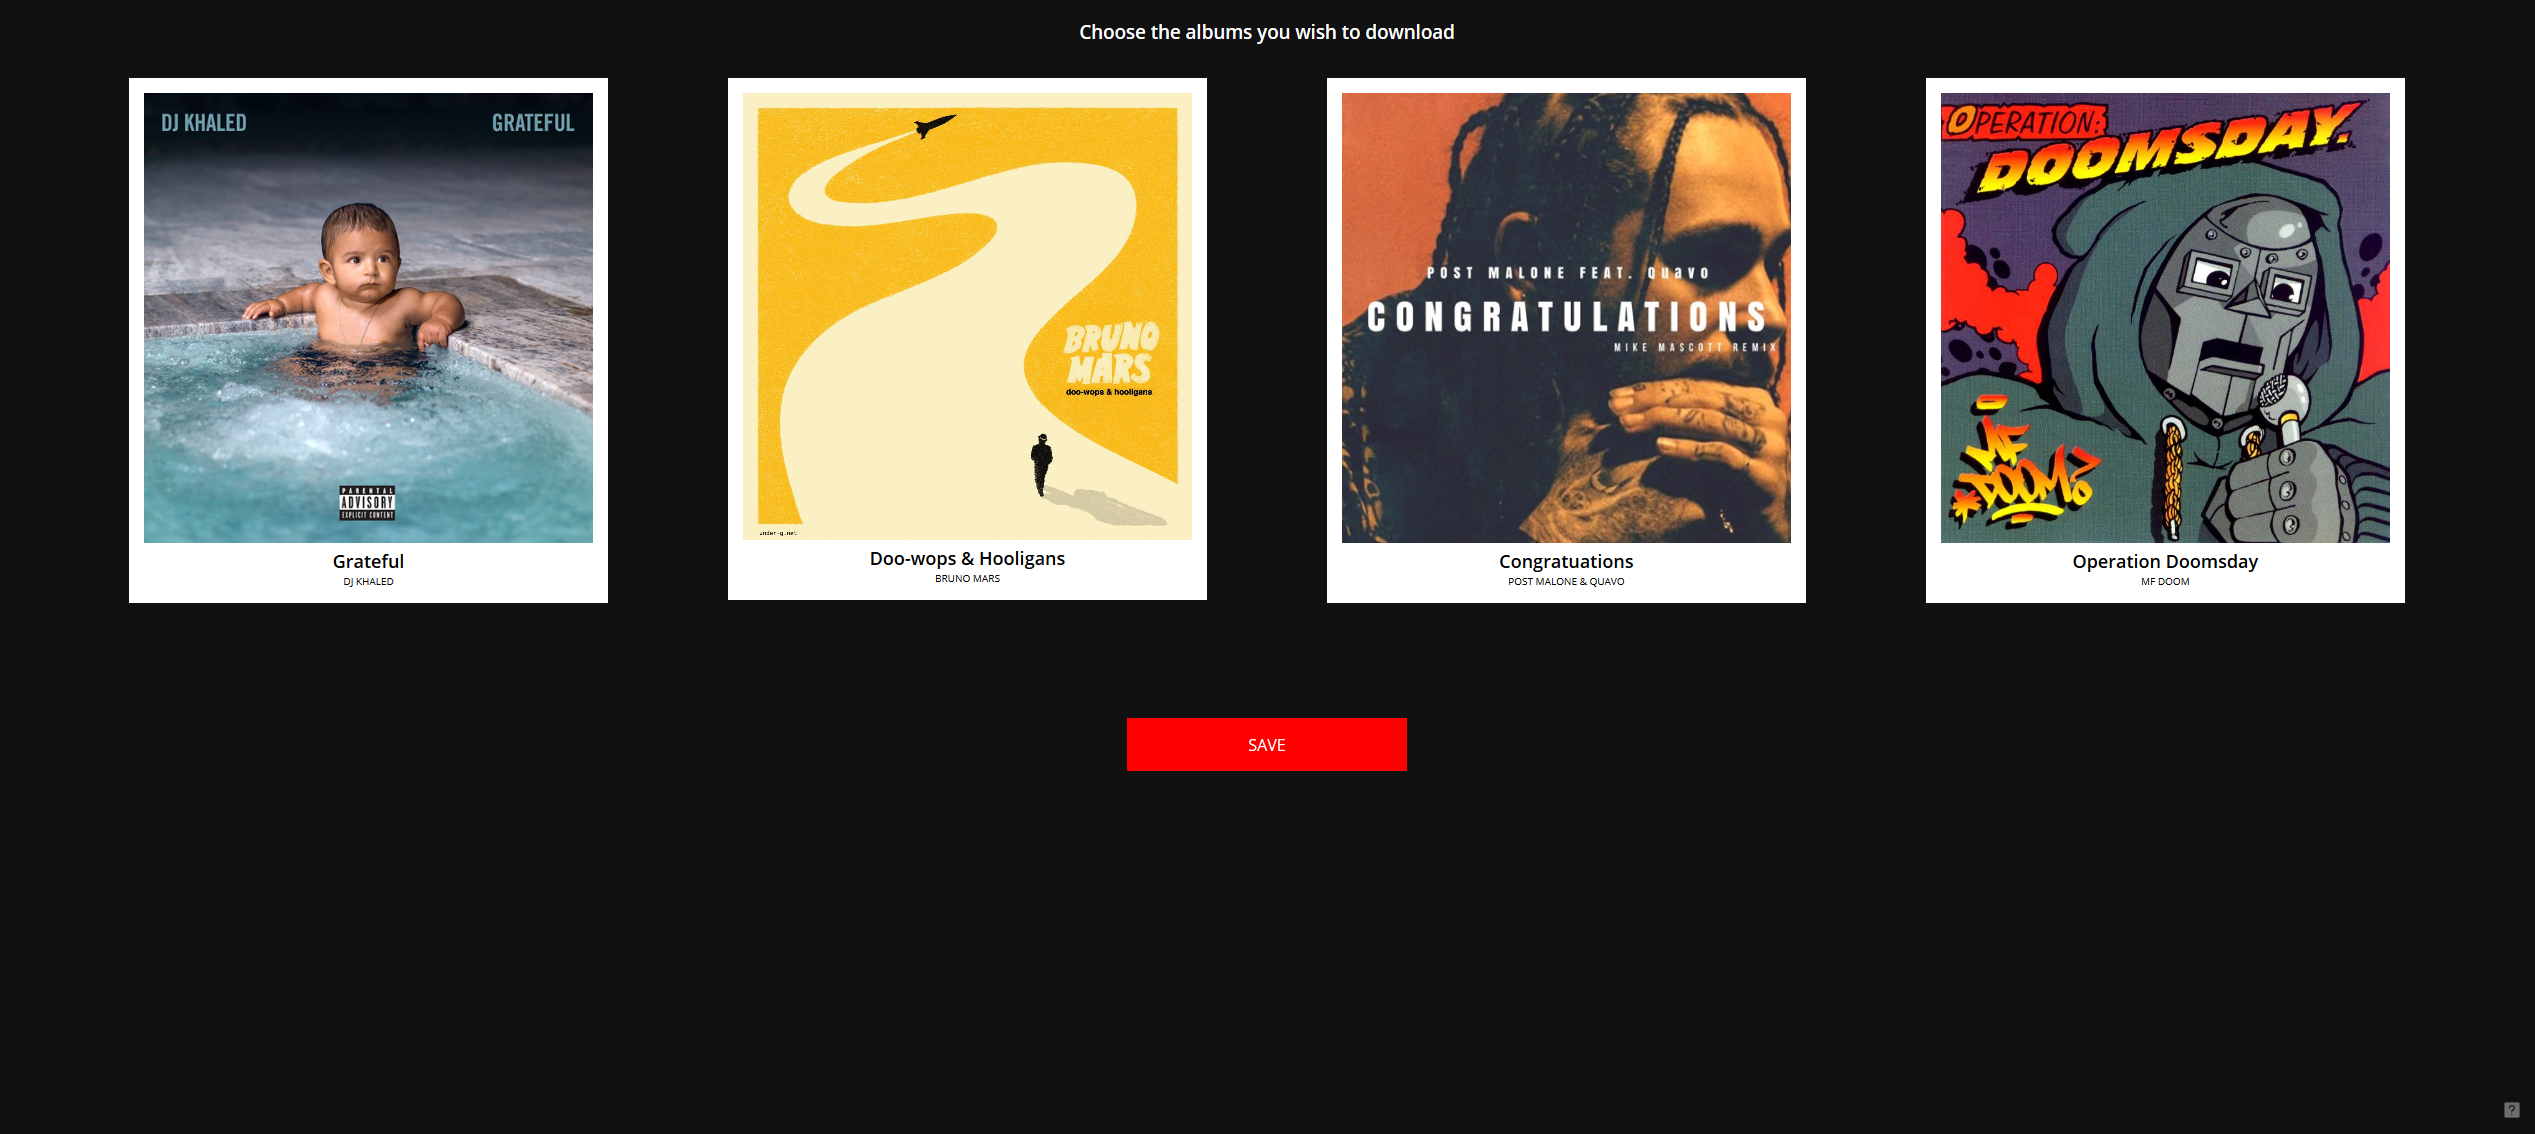 Choose the albums you wish to download
DJ KHALED
GRATEFUL
PARENTAL
ADVISORY
EXPLICIT CONTENT
Grateful
DJ KHALED
BRUNO
MARS
doo-wops & hooligans
under-g.net
Doo-wops & Hooligans
BRUNO MARS
POST MALONE FEAT. Quavo
CONGRATULATIONS
MIKE MASCOTT REMIX
Congratuations
POST MALONE & QUAVO
OPERATION:
DOOMSDAY.
MF
DOOM?
Operation Doomsday
MF DOOM
SAVE
?